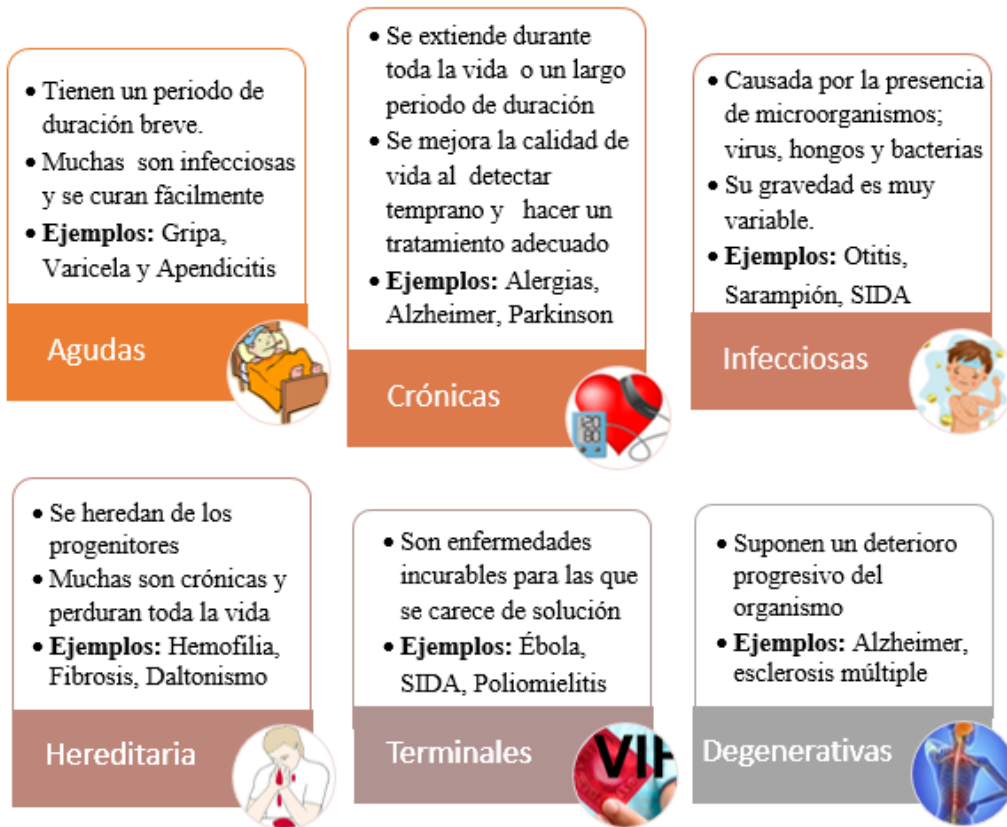 • Tienen un periodo de
duración breve.
• Muchas son infecciosas
y se curan fácilmente
• Ejemplos: Gripa,
Varicela y Apendicitis
Agudas
• Se extiende durante
toda la vida o un largo
periodo de duración
• Se mejora la calidad de
vida al detectar
temprano y hacer un
tratamiento adecuado
• Ejemplos: Alergias,
Alzheimer, Parkinson
Crónicas
120
80
• Causada por la presencia
de microorganismos;
virus, hongos y bacterias
• Su gravedad es muy
variable.
• Ejemplos: Otitis,
Sarampión, SIDA
Infecciosas
• Se heredan de los
progenitores
• Muchas son crónicas y
perduran toda la vida
• Ejemplos: Hemofilia,
Fibrosis, Daltonismo
Hereditaria
• Son enfermedades
incurables para las que
se carece de solución
• Ejemplos: Ébola,
SIDA, Poliomielitis
Terminales
VIH
• Suponen un deterioro
progresivo del
organismo
• Ejemplos: Alzheimer,
esclerosis múltiple
Degenerativas